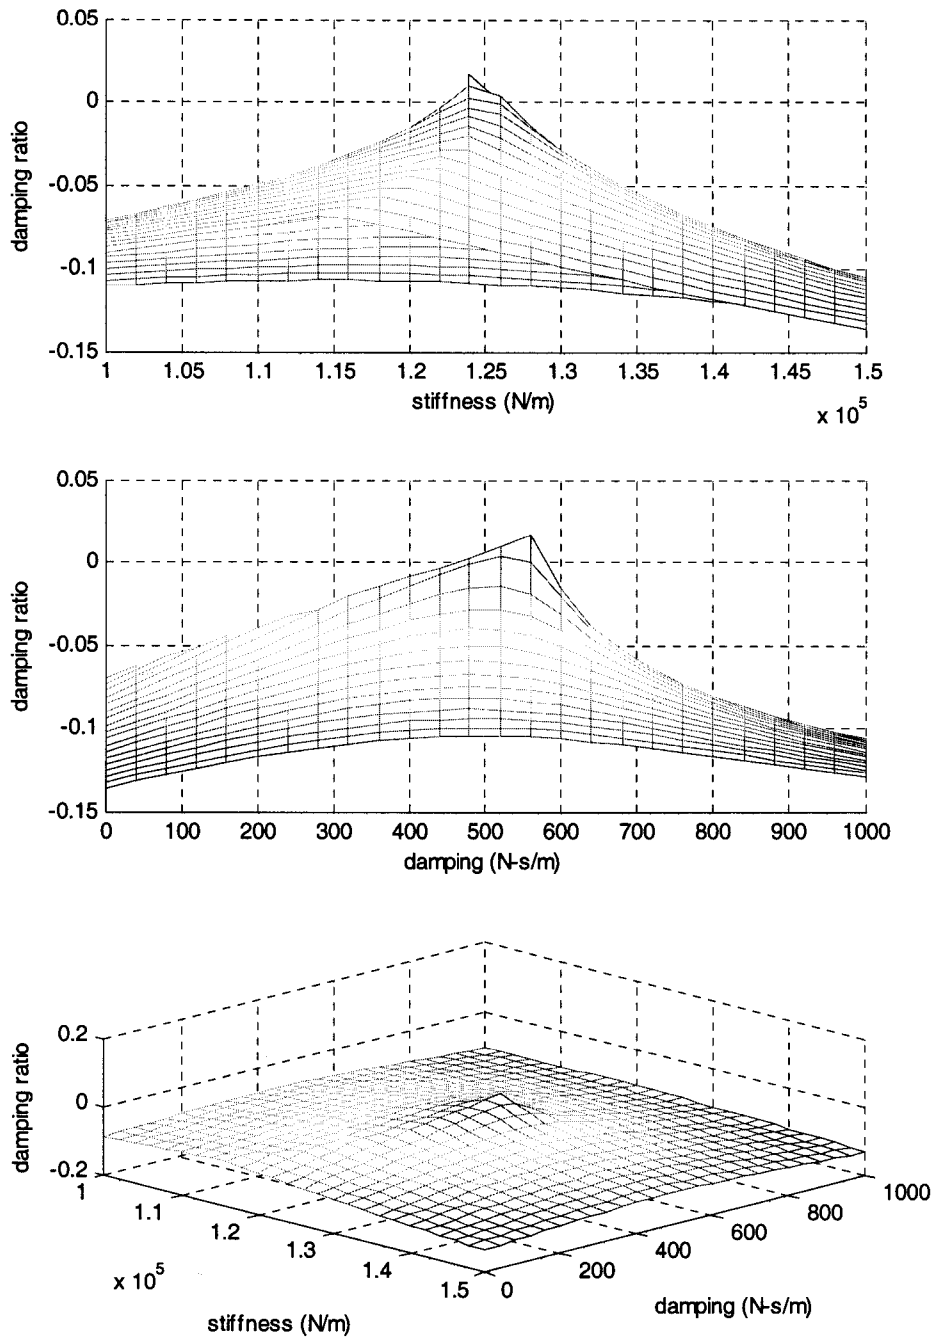 0.05
0
-0.05
-0.1
-0.15
damping ratio
1 1.05 1.1 1.15 1.2 1.25 1.3 1.35 1.4 1.45 1.5
stiffness (N/m)
x 10^5
0.05
0
-0.05
-0.1
-0.15
damping ratio
0 100 200 300 400 500 600 700 800 900 1000
damping (N-s/m)
0.2
0
-0.2
damping ratio
1
1.1
1.2
1.3
1.4
1.5
x 10^5
stiffness (N/m)
0
200
400
600
800
1000
damping (N-s/m)